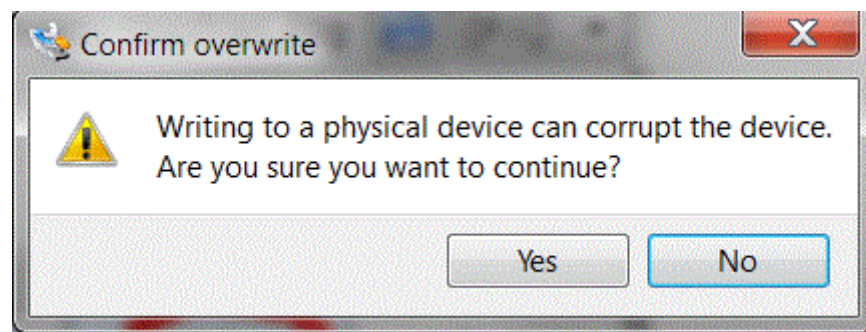 Confirm overwrite
Writing to a physical device can corrupt the device.
Are you sure you want to continue?
Yes
No